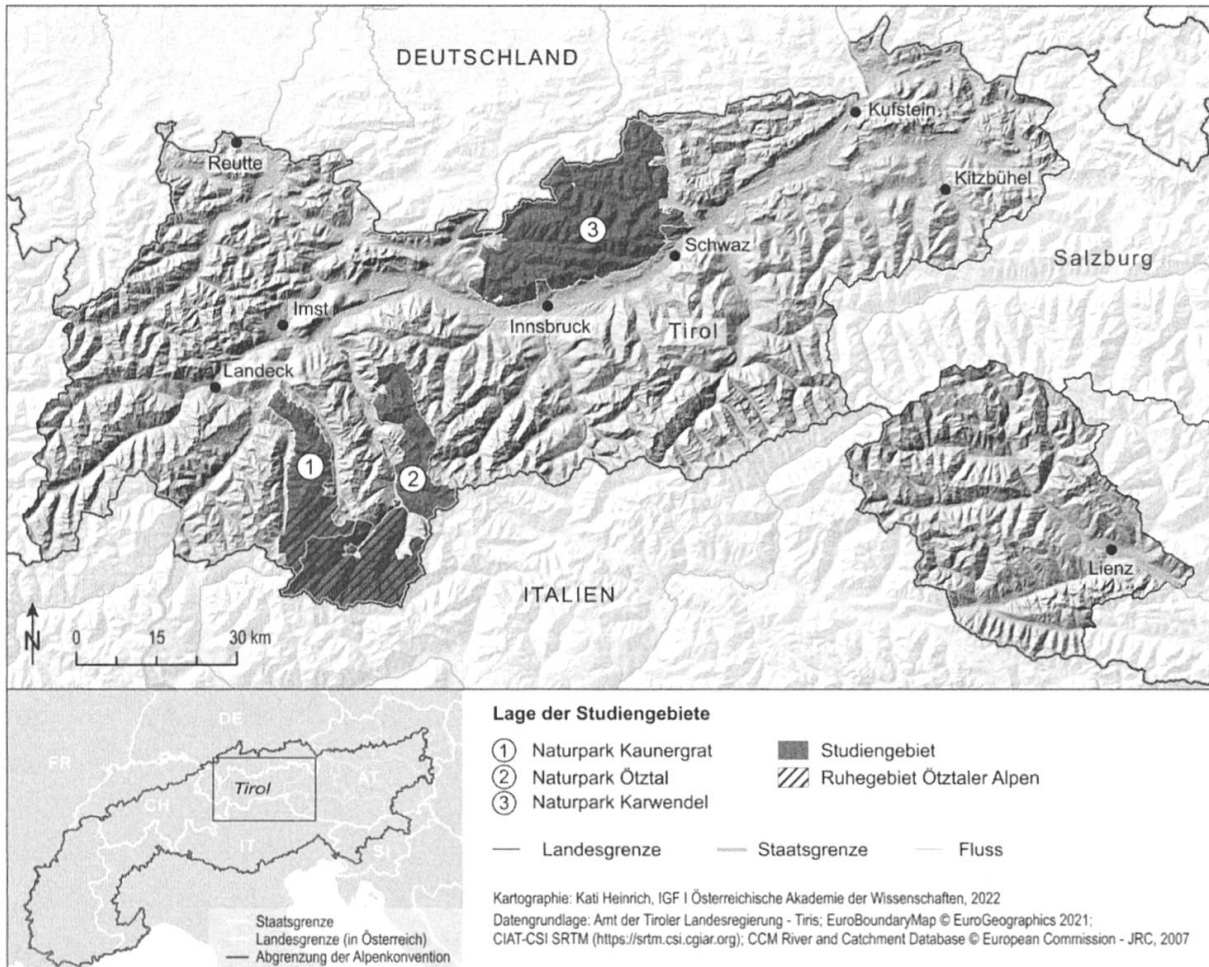 DEUTSCHLAND
Kufstein
Reutte
Kitzbühel
3
Schwaz
Salzburg
Imst
Innsbruck
Tirol
Landeck
1
2
Lienz
ITALIEN
N
0 15 30 km
DE
FR
Tirol
AT
CH
IT
SI
Staatsgrenze
Landesgrenze (in Österreich)
Abgrenzung der Alpenkonvention
Lage der Studiengebiete
1 Naturpark Kaunergrat
2 Naturpark Ötztal
3 Naturpark Karwendel
Studiengebiet
Ruhegebiet Ötztaler Alpen
Landesgrenze Staatsgrenze Fluss
Kartographie: Kati Heinrich, IGF I Österreichische Akademie der Wissenschaften, 2022
Datengrundlage: Amt der Tiroler Landesregierung - Tiris; EuroBoundaryMap © EuroGeographics 2021;
CIAT-CSI SRTM (https://srtm.csi.cgiar.org); CCM River and Catchment Database © European Commission - JRC, 2007